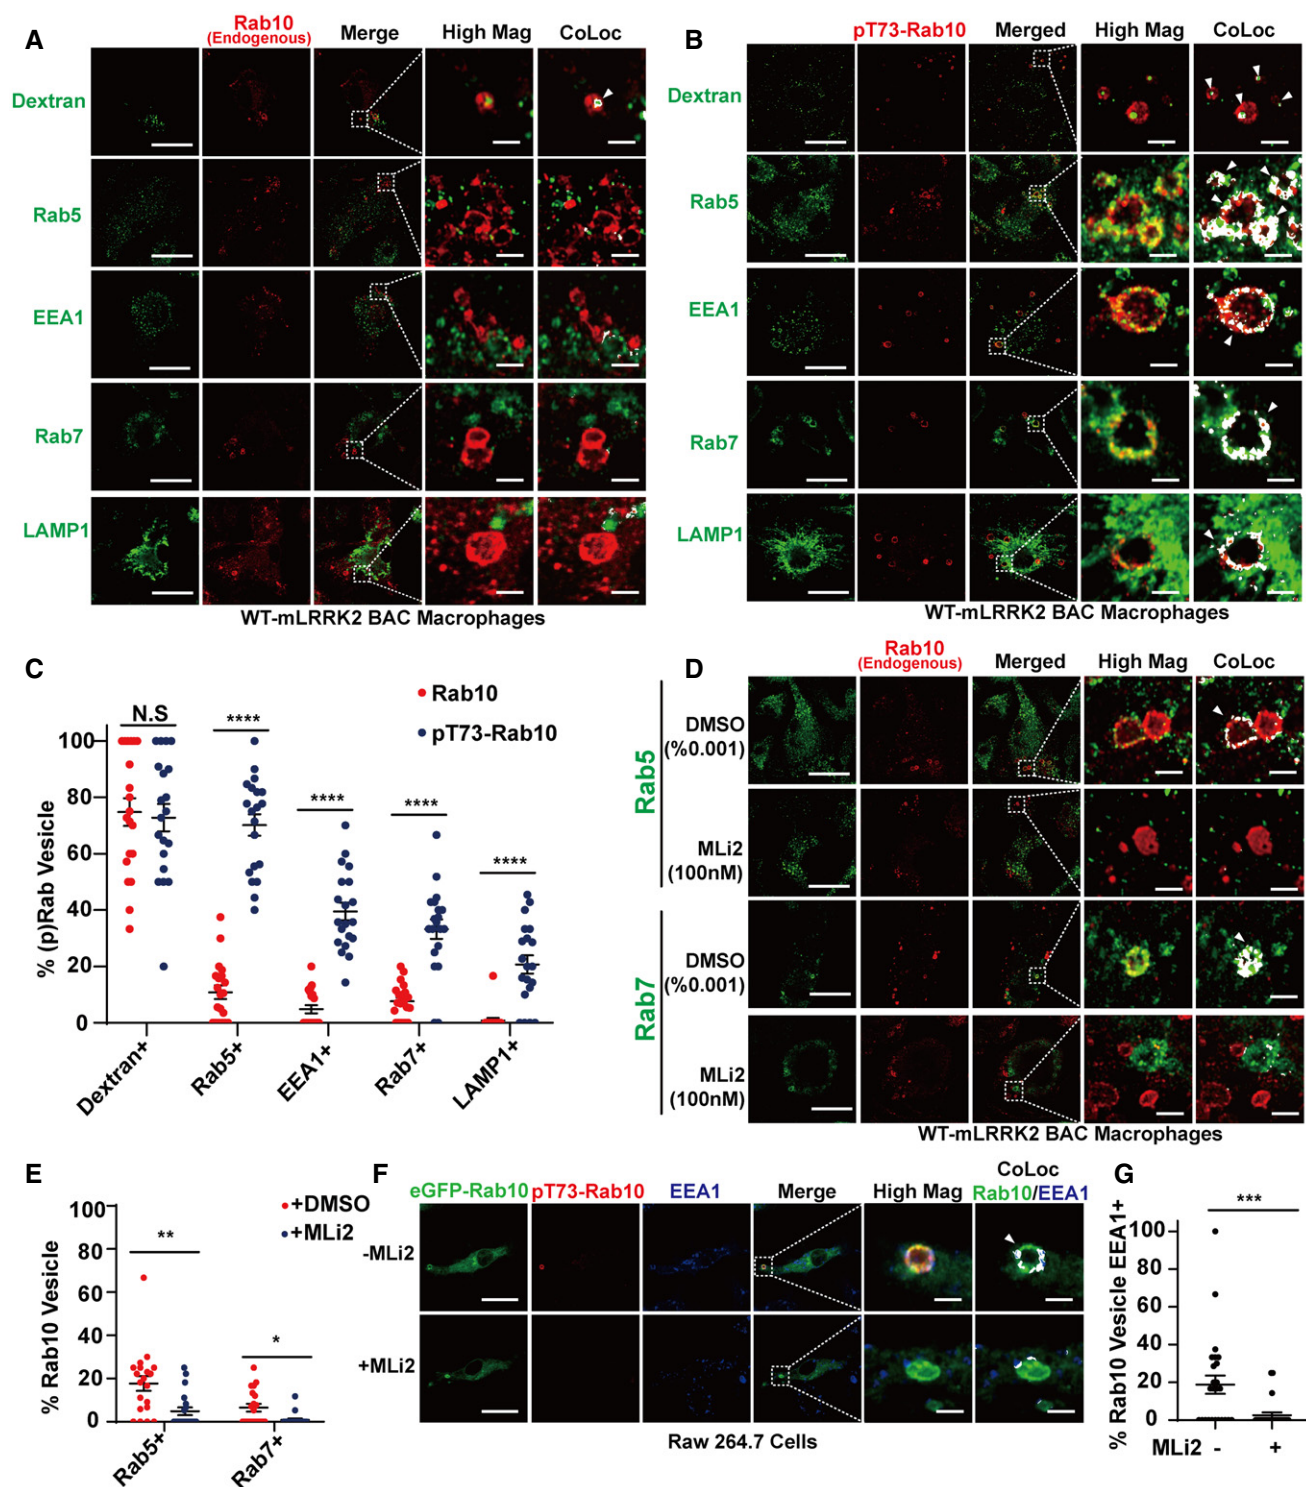 A
Rab10
(Endogenous)
Merge
High Mag
CoLoc
Dextran
Rab5
EEA1
Rab7
LAMP1
WT-mLRRK2 BAC Macrophages
B
pT73-Rab10
Merged
High Mag
CoLoc
Dextran
Rab5
EEA1
Rab7
LAMP1
WT-mLRRK2 BAC Macrophages
C
Rab10
pT73-Rab10
N.S
****
****
****
****
% (p)Rab Vesicle
100
80
60
40
20
0
Dextran+
Rab5+
EEA1+
Rab7+
LAMP1+
D
Rab10
(Endogenous)
Merged
High Mag
CoLoc
Rab5
DMSO
(%0.001)
MLi2
(100nM)
Rab7
DMSO
(%0.001)
MLi2
(100nM)
WT-mLRRK2 BAC Macrophages
E
+DMSO
+MLi2
**
*
% Rab10 Vesicle
100
80
60
40
20
0
Rab5+
Rab7+
F
eGFP-Rab10
pT73-Rab10
EEA1
Merge
High Mag
CoLoc
Rab10/EEA1
-MLi2
+MLi2
Raw 264.7 Cells
G
***
% Rab10 Vesicle EEA1+
100
80
60
40
20
0
MLi2 - +